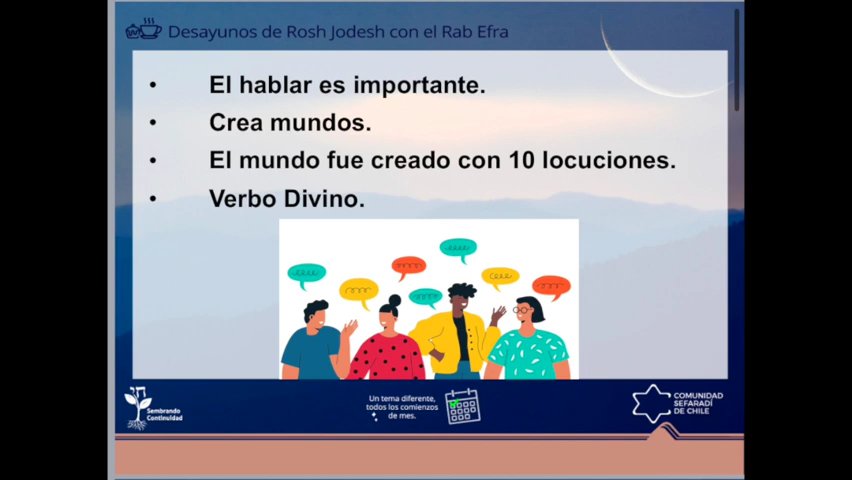 Desayunos de Rosh Jodesh con el Rab Efra
• El hablar es importante.
• Crea mundos.
• El mundo fue creado con 10 locuciones.
• Verbo Divino.
Sembrando
Continuidad
Un tema diferente,
todos los comienzos
de mes.
COMUNIDAD
SEFARADÍ
DE CHILE